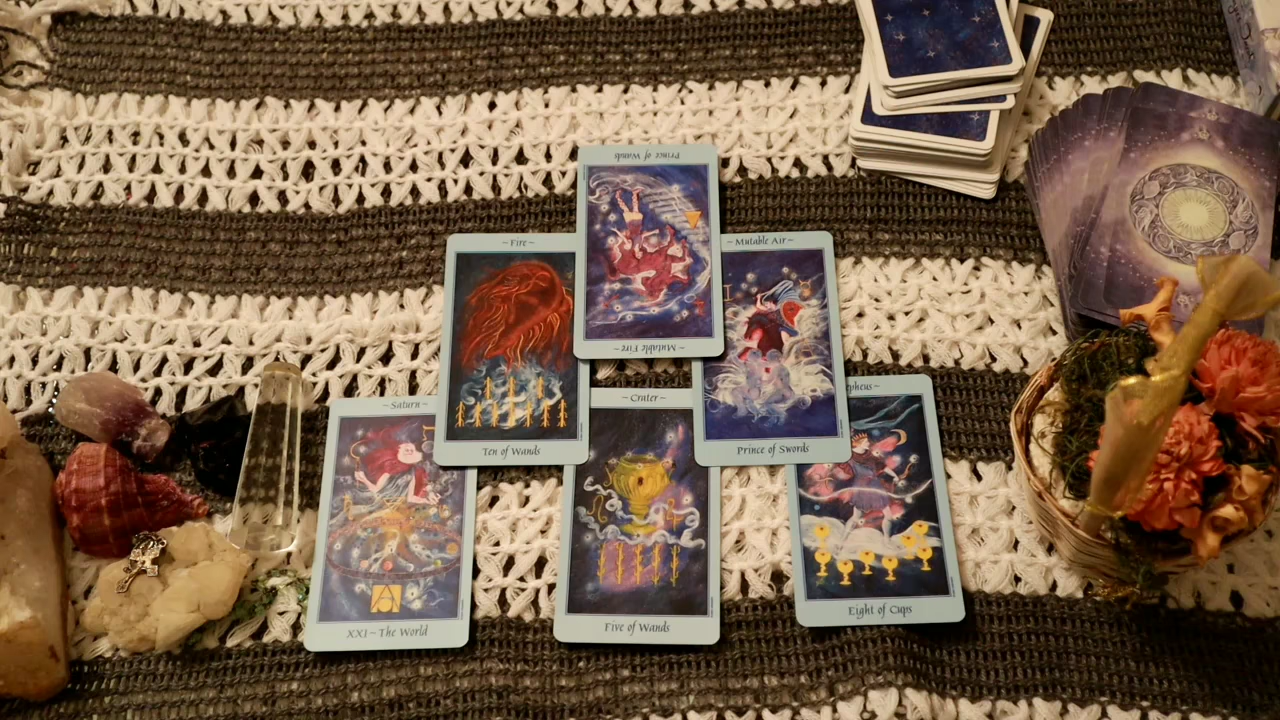 Prince of Wands
Mutable Fire
~ Fire ~
Ten of Wands
~ Mutable Air ~
Prince of Swords
~ Saturn ~
XXI ~ The World
~ Crater ~
Five of Wands
epheus ~
Eight of Cups